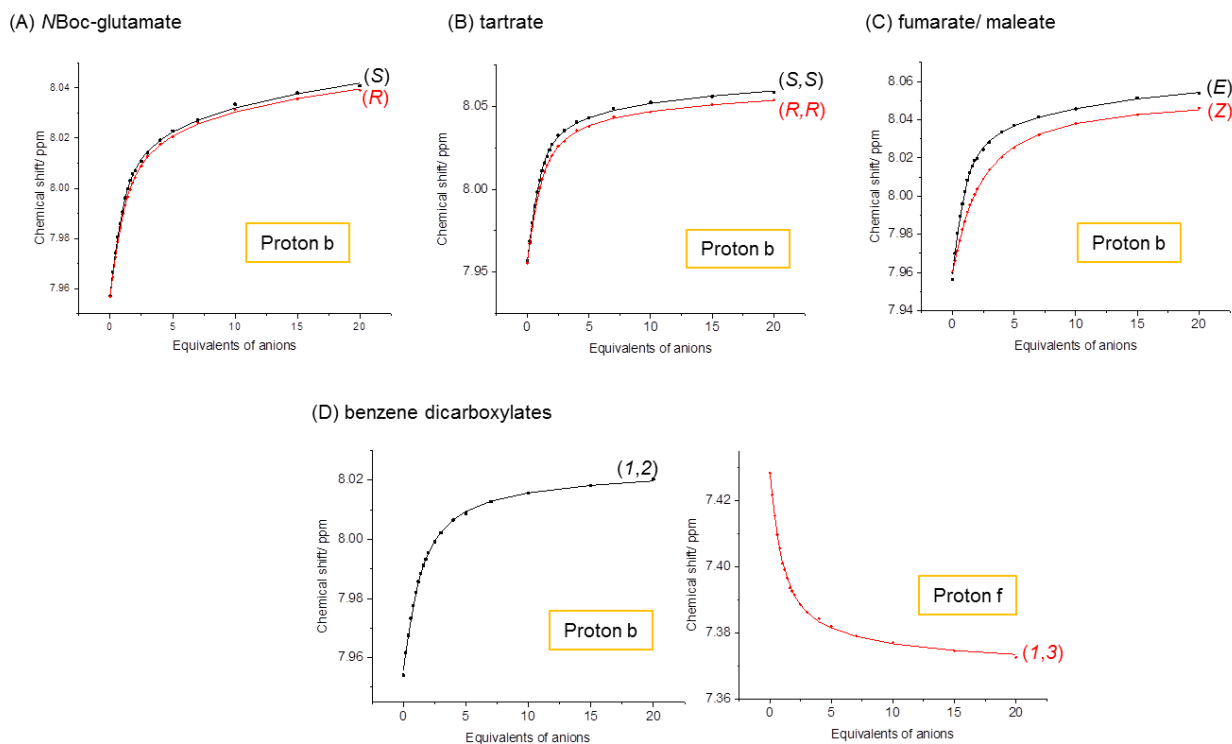 (A) NBoc-glutamate
(B) tartrate
(C) fumarate/ maleate
Chemical shift/ ppm
8.04
8.02
8.00
7.98
7.96
(S)
(R)
Proton b
0 5 10 15 20
Equivalents of anions
Chemical shift/ ppm
8.05
8.00
7.95
(S,S)
(R,R)
Proton b
0 5 10 15 20
Equivalents of anions
Chemical shift/ ppm
8.06
8.04
8.02
8.00
7.98
7.96
7.94
(E)
(Z)
Proton b
0 5 10 15 20
Equivalents of anions
(D) benzene dicarboxylates
Chemical shift/ ppm
8.02
8.00
7.98
7.96
(1,2)
Proton b
0 5 10 15 20
Equivalents of anions
Chemical shift/ ppm
7.42
7.40
7.38
7.36
Proton f
(1,3)
0 5 10 15 20
Equivalents of anions